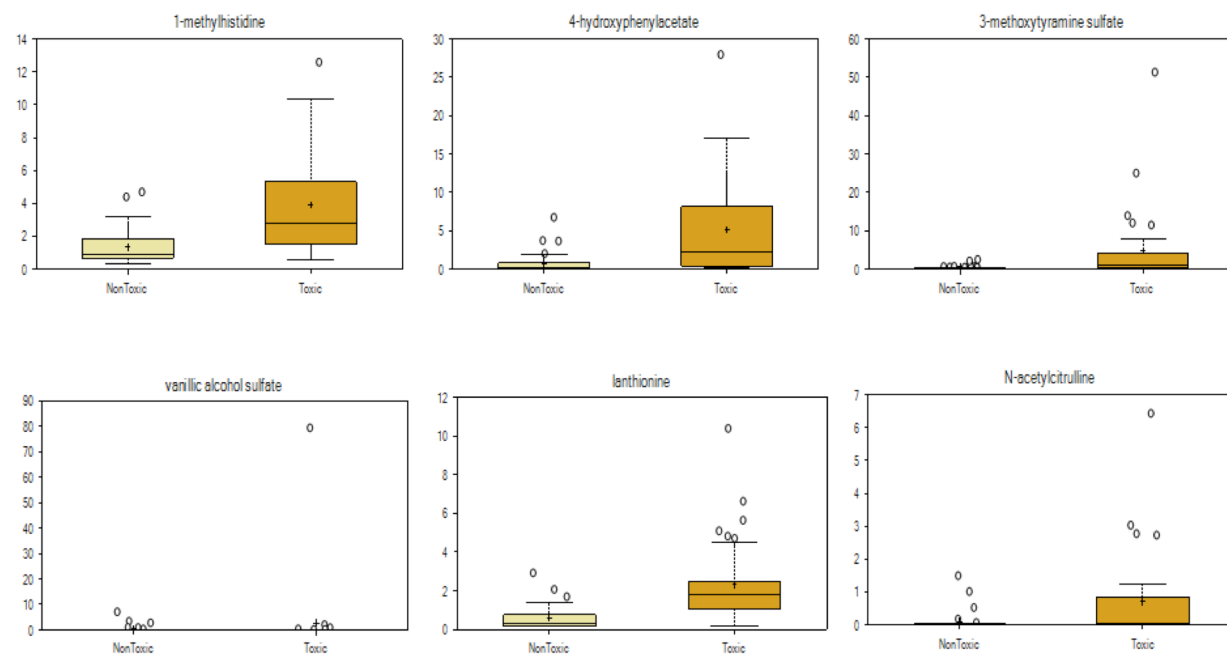 1-methylhistidine
14
12
10
8
6
4
2
0
NonToxic
Toxic
4-hydroxyphenylacetate
30
25
20
15
10
5
0
NonToxic
Toxic
3-methoxytyramine sulfate
60
50
40
30
20
10
0
NonToxic
Toxic
vanillic alcohol sulfate
90
80
70
60
50
40
30
20
10
0
NonToxic
Toxic
lanthionine
12
10
8
6
4
2
0
NonToxic
Toxic
N-acetylcitrulline
7
6
5
4
3
2
1
0
NonToxic
Toxic